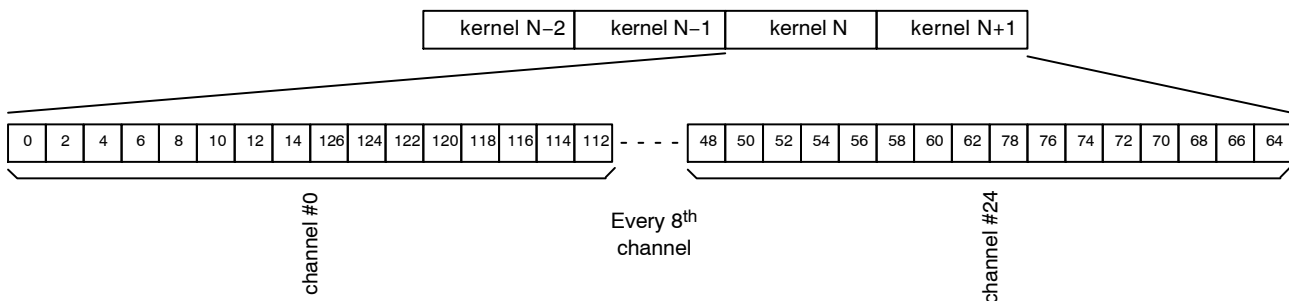 kernel N−2 kernel N−1 kernel N kernel N+1
0 2 4 6 8 10 12 14 126 124 122 120 118 116 114 112 - - - - 48 50 52 54 56 58 60 62 78 76 74 72 70 68 66 64
channel #0
Every 8th
channel
channel #24